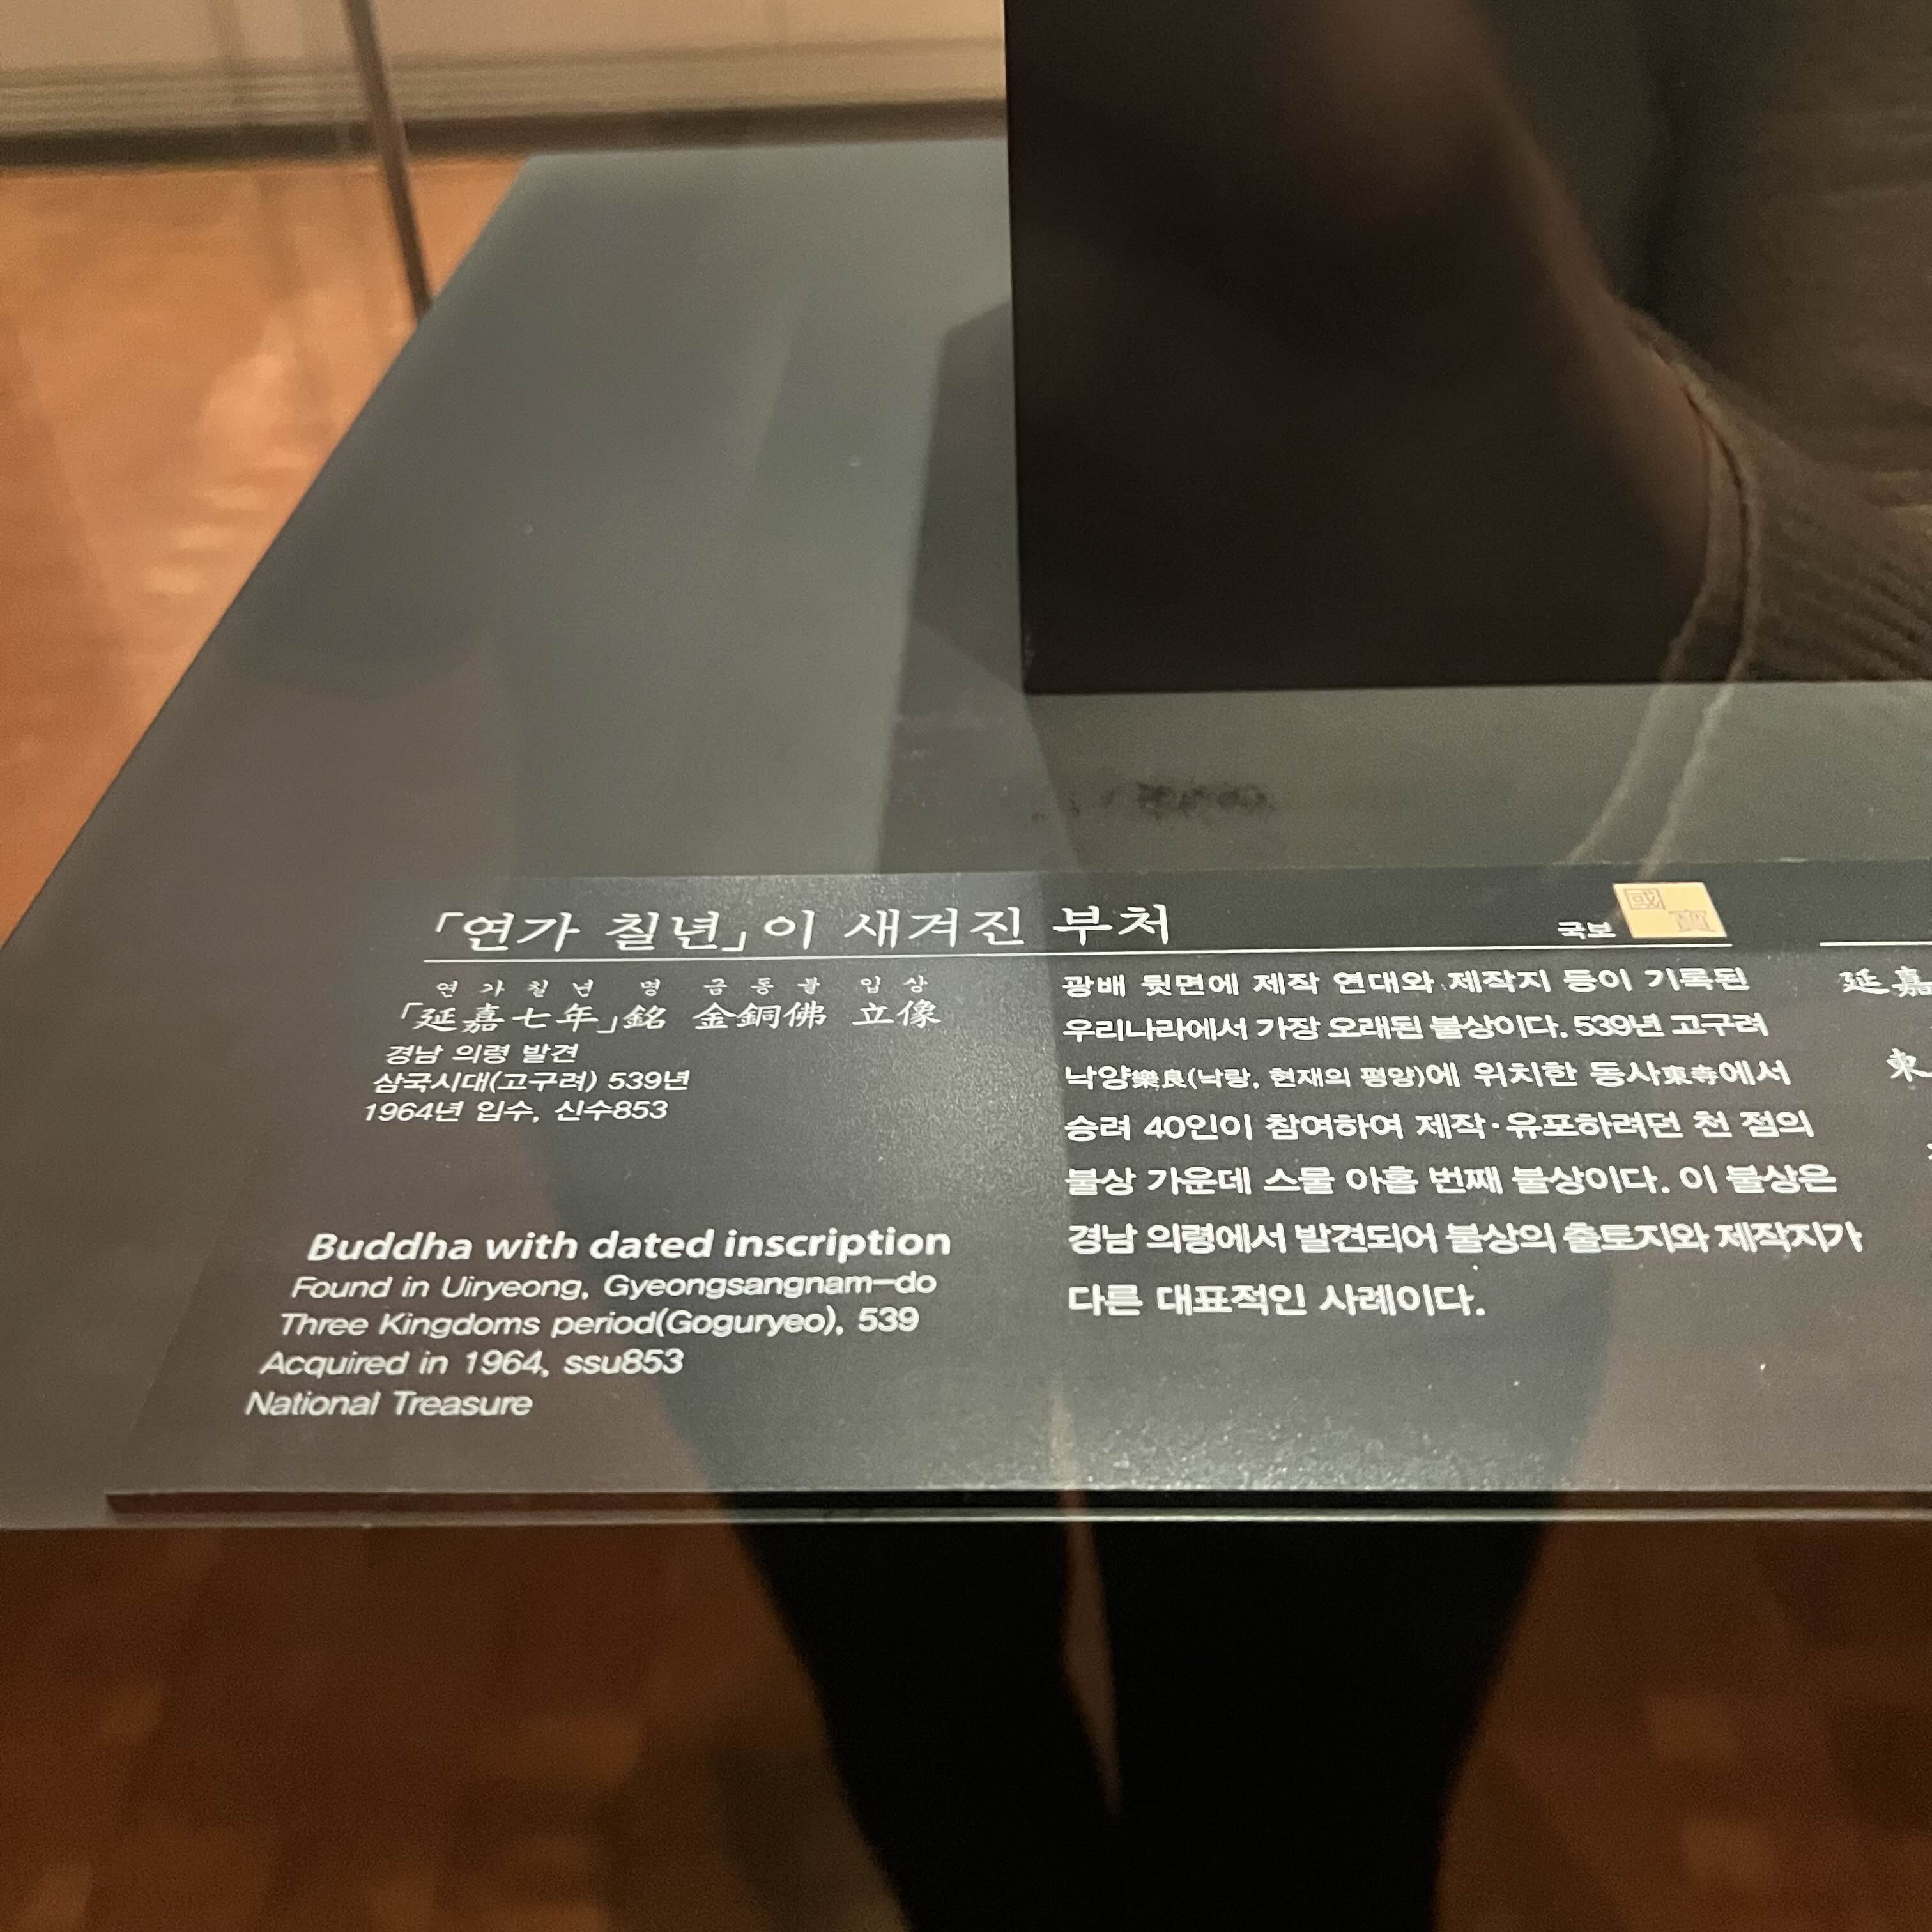 「연가 칠년」이 새겨진 부처
국보
國寶
연가칠년 명 금동불 입상
「延嘉七年」銘 金銅佛 立像
경남 의령 발견
삼국시대(고구려) 539년
1964년 입수, 신수853
Buddha with dated inscription
Found in Uiryeong, Gyeongsangnam-do
Three Kingdoms period(Goguryeo), 539
Acquired in 1964, ssu853
National Treasure
광배 뒷면에 제작 연대와 제작지 등이 기록된
우리나라에서 가장 오래된 불상이다. 539년 고구려
낙양樂良(낙랑, 현재의 평양)에 위치한 동사東寺에서
승려 40인이 참여하여 제작·유포하려던 천 점의
불상 가운데 스물 아홉 번째 불상이다. 이 불상은
경남 의령에서 발견되어 불상의 출토지와 제작지가
다른 대표적인 사례이다.
延嘉
東